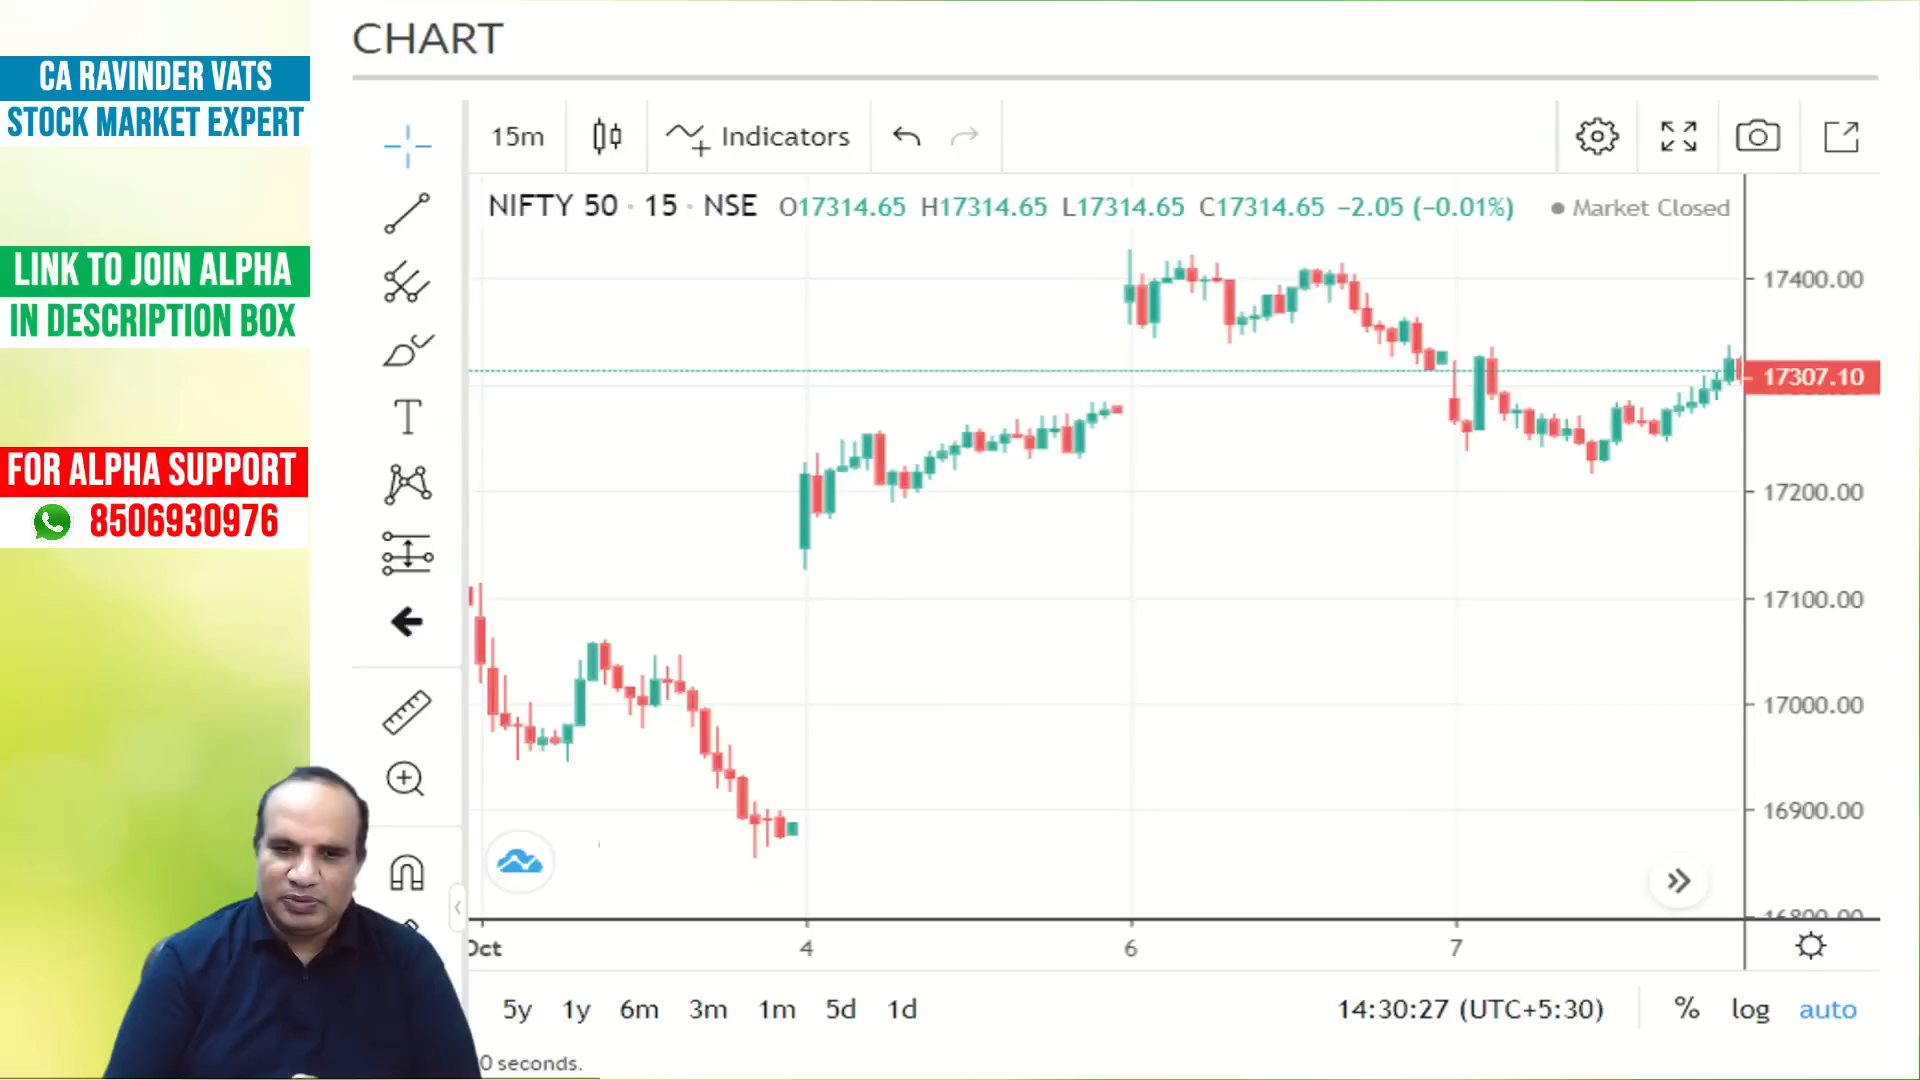 CHART
CA RAVINDER VATS
STOCK MARKET EXPERT
LINK TO JOIN ALPHA
IN DESCRIPTION BOX
FOR ALPHA SUPPORT
8506930976
15m
Indicators
NIFTY 50 · 15 · NSE O17314.65 H17314.65 L17314.65 C17314.65 −2.05 (−0.01%)
Market Closed
17400.00
17307.10
17200.00
17100.00
17000.00
16900.00
16800.00
Oct 4 6 7
5y 1y 6m 3m 1m 5d 1d
14:30:27 (UTC+5:30)
% log auto
0 seconds.